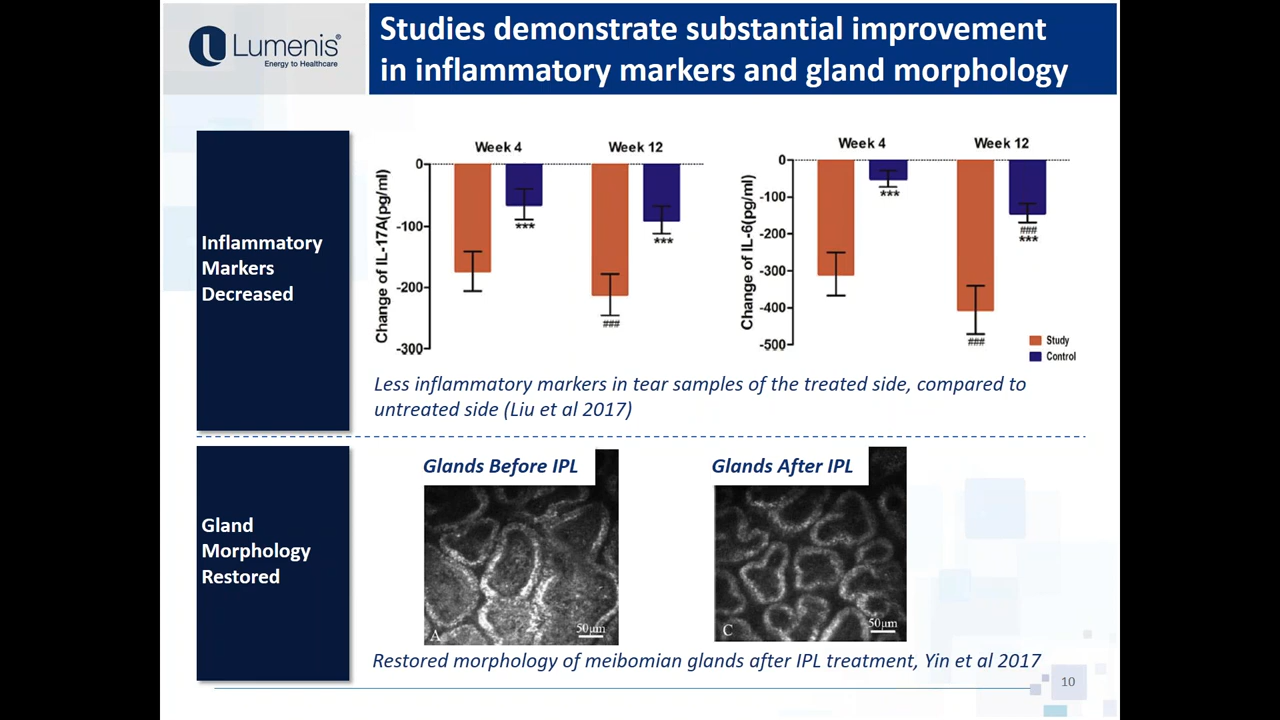 Lumenis®
Energy to Healthcare
Studies demonstrate substantial improvement
in inflammatory markers and gland morphology
Inflammatory
Markers
Decreased
Week 4
Week 12
Change of IL-17A(pg/ml)
0
-100
-200
-300
***
***
###
Week 4
Week 12
Change of IL-6(pg/ml)
0
-100
-200
-300
-400
-500
***
###
***
###
Study
Control
Less inflammatory markers in tear samples of the treated side, compared to
untreated side (Liu et al 2017)
Gland
Morphology
Restored
Glands Before IPL
A
50µm
Glands After IPL
C
50µm
Restored morphology of meibomian glands after IPL treatment, Yin et al 2017
10